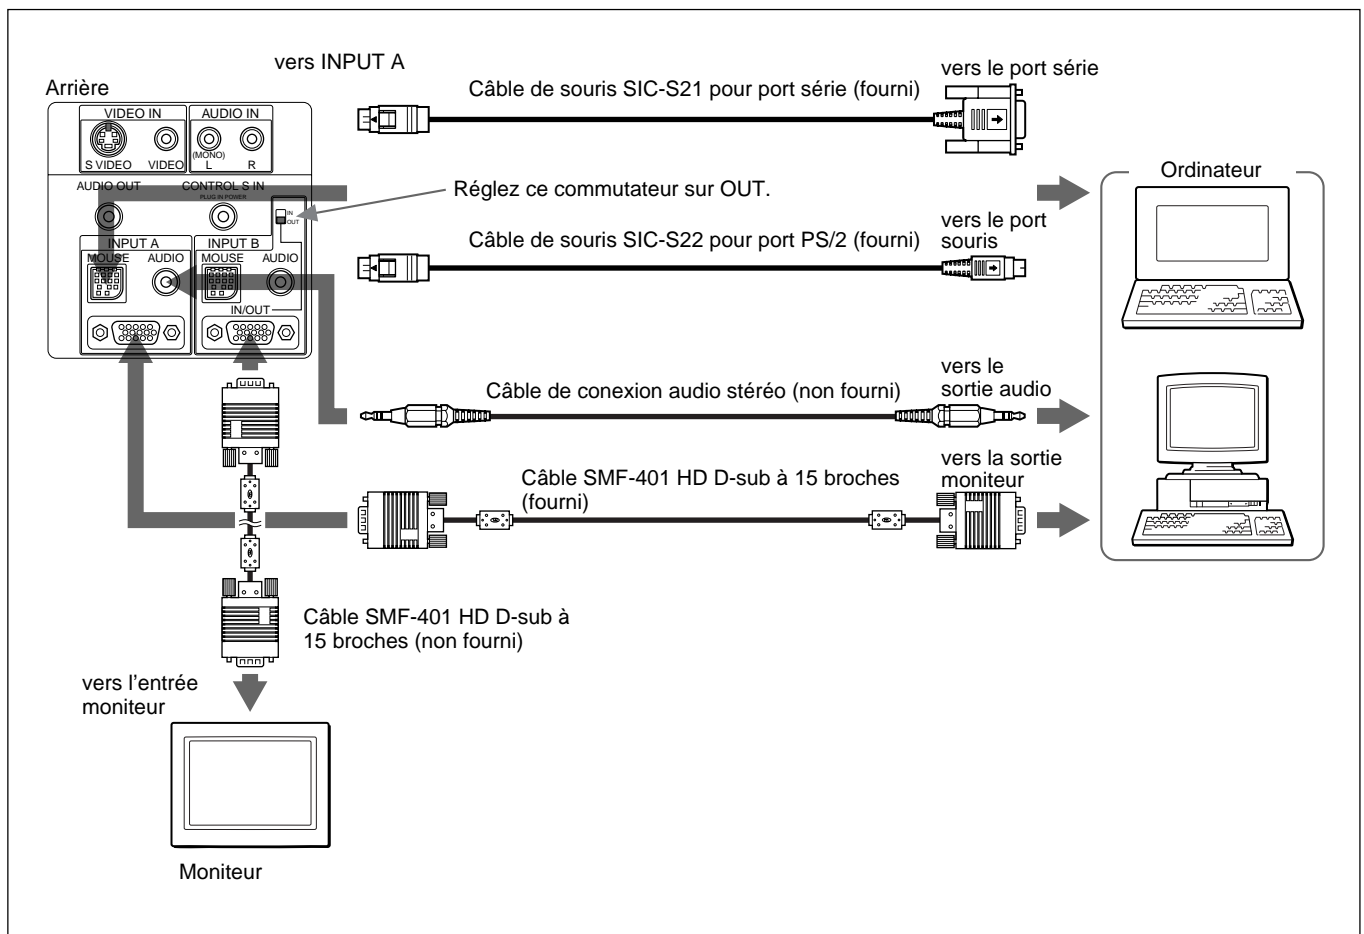 vers INPUT A
Arrière
Câble de souris SIC-S21 pour port série (fourni)
vers le port série
VIDEO IN
AUDIO IN
S VIDEO
VIDEO
(MONO)
L
R
AUDIO OUT
CONTROL S IN
PLUG IN POWER
IN
OUT
Réglez ce commutateur sur OUT.
Ordinateur
INPUT A
INPUT B
MOUSE
AUDIO
MOUSE
AUDIO
IN/OUT
Câble de souris SIC-S22 pour port PS/2 (fourni)
vers le port
souris
Câble de conexion audio stéréo (non fourni)
vers le
sortie audio
Câble SMF-401 HD D-sub à 15 broches
(fourni)
vers la sortie
moniteur
Câble SMF-401 HD D-sub à
15 broches (non fourni)
vers l'entrée
moniteur
Moniteur